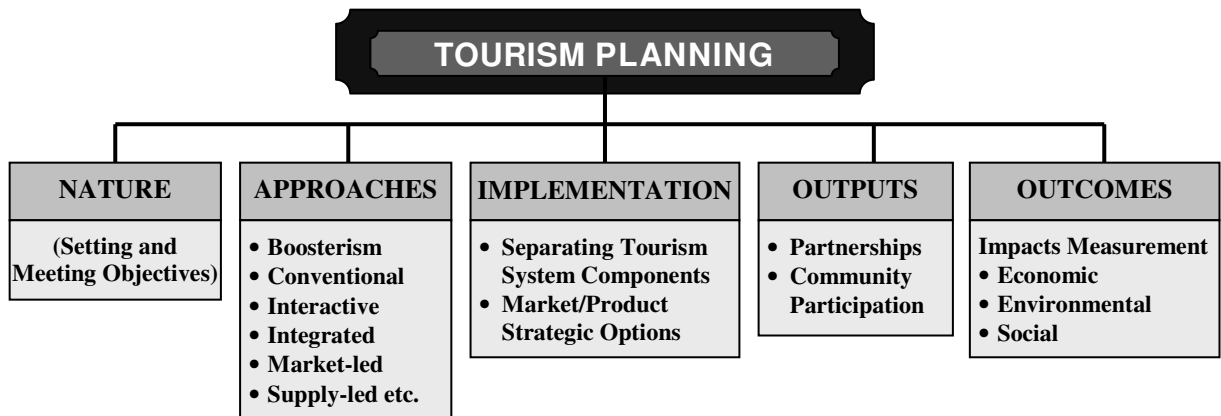 TOURISM PLANNING
NATURE
(Setting and
Meeting Objectives)
APPROACHES
• Boosterism
• Conventional
• Interactive
• Integrated
• Market-led
• Supply-led etc.
IMPLEMENTATION
• Separating Tourism
System Components
• Market/Product
Strategic Options
OUTPUTS
• Partnerships
• Community
Participation
OUTCOMES
Impacts Measurement
• Economic
• Environmental
• Social